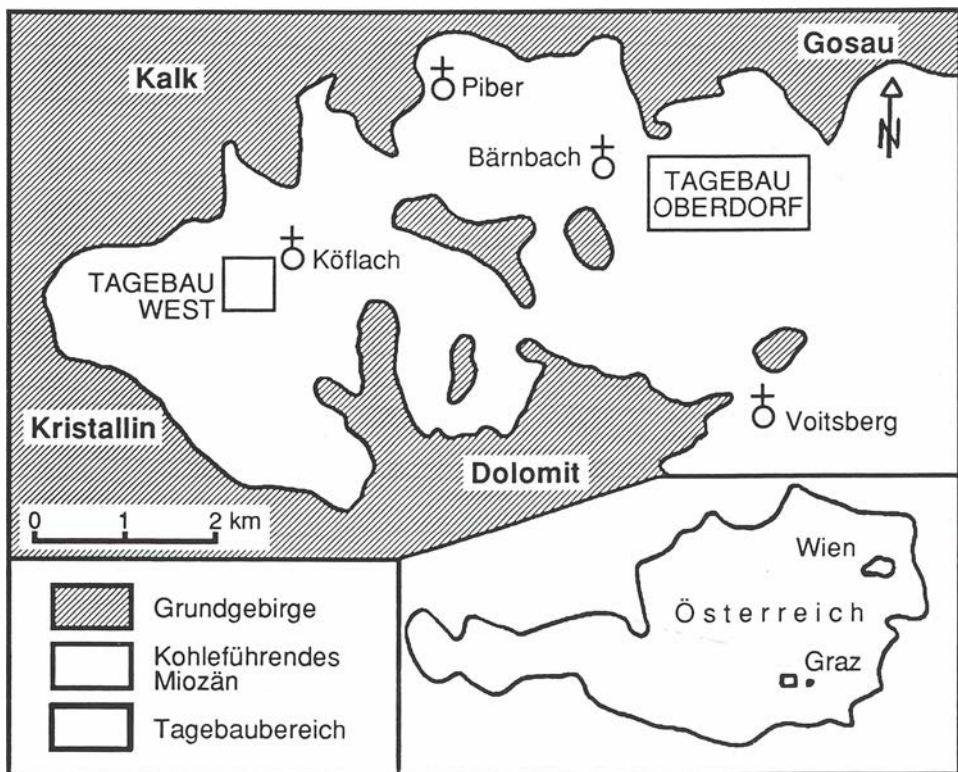 Kalk
Gosau
Piber
N
Bärnbach
TAGEBAU
OBERDORF
Köflach
TAGEBAU
WEST
Kristallin
Voitsberg
Dolomit
0 1 2 km
Grundgebirge
Kohleführendes
Miozän
Tagebaubereich
Wien
Österreich
Graz